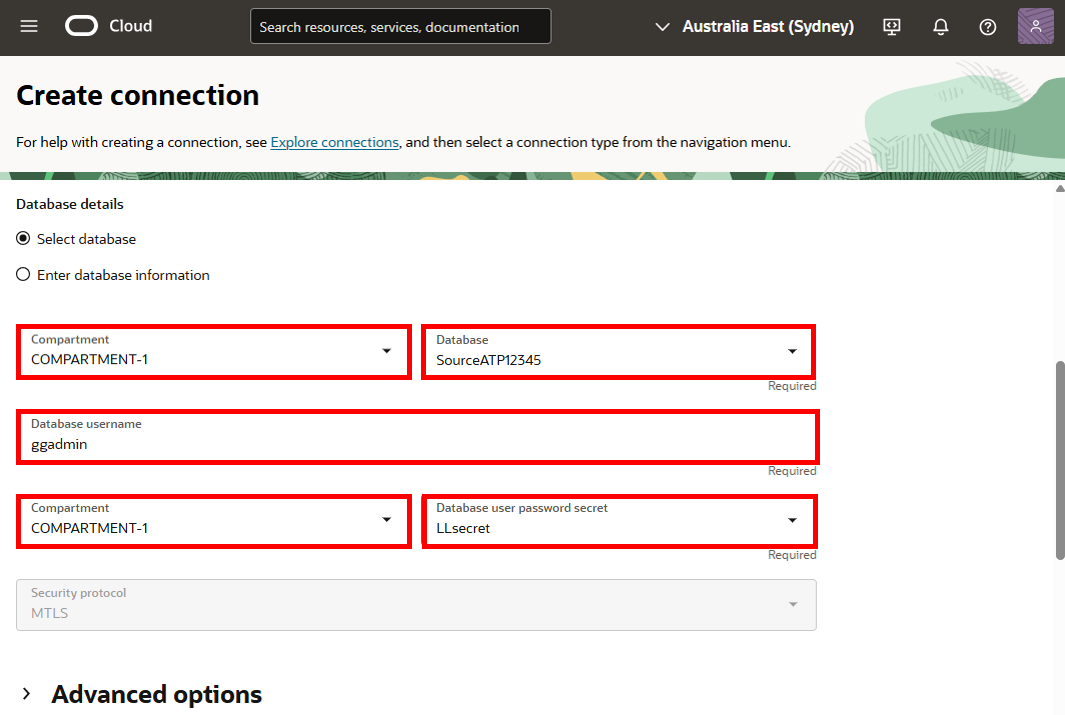 Cloud
Search resources, services, documentation
Australia East (Sydney)
Create connection
For help with creating a connection, see Explore connections, and then select a connection type from the navigation menu.
Database details
Select database
Enter database information
Compartment
COMPARTMENT-1
Database
SourceATP12345
Required
Database username
ggadmin
Required
Compartment
COMPARTMENT-1
Database user password secret
LLsecret
Required
Security protocol
MTLS
Advanced options